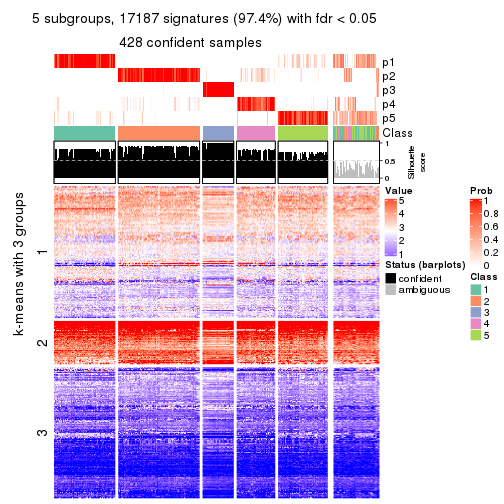 5 subgroups, 17187 signatures (97.4%) with fdr < 0.05
428 confident samples
p1
p2
p3
p4
p5
Class
1
0.5
0
Silhouette
score
k-means with 3 groups
1
2
3
Value
5
4
3
2
1
Status (barplots)
confident
ambiguous
Prob
1
0.8
0.6
0.4
0.2
0
Class
1
2
3
4
5